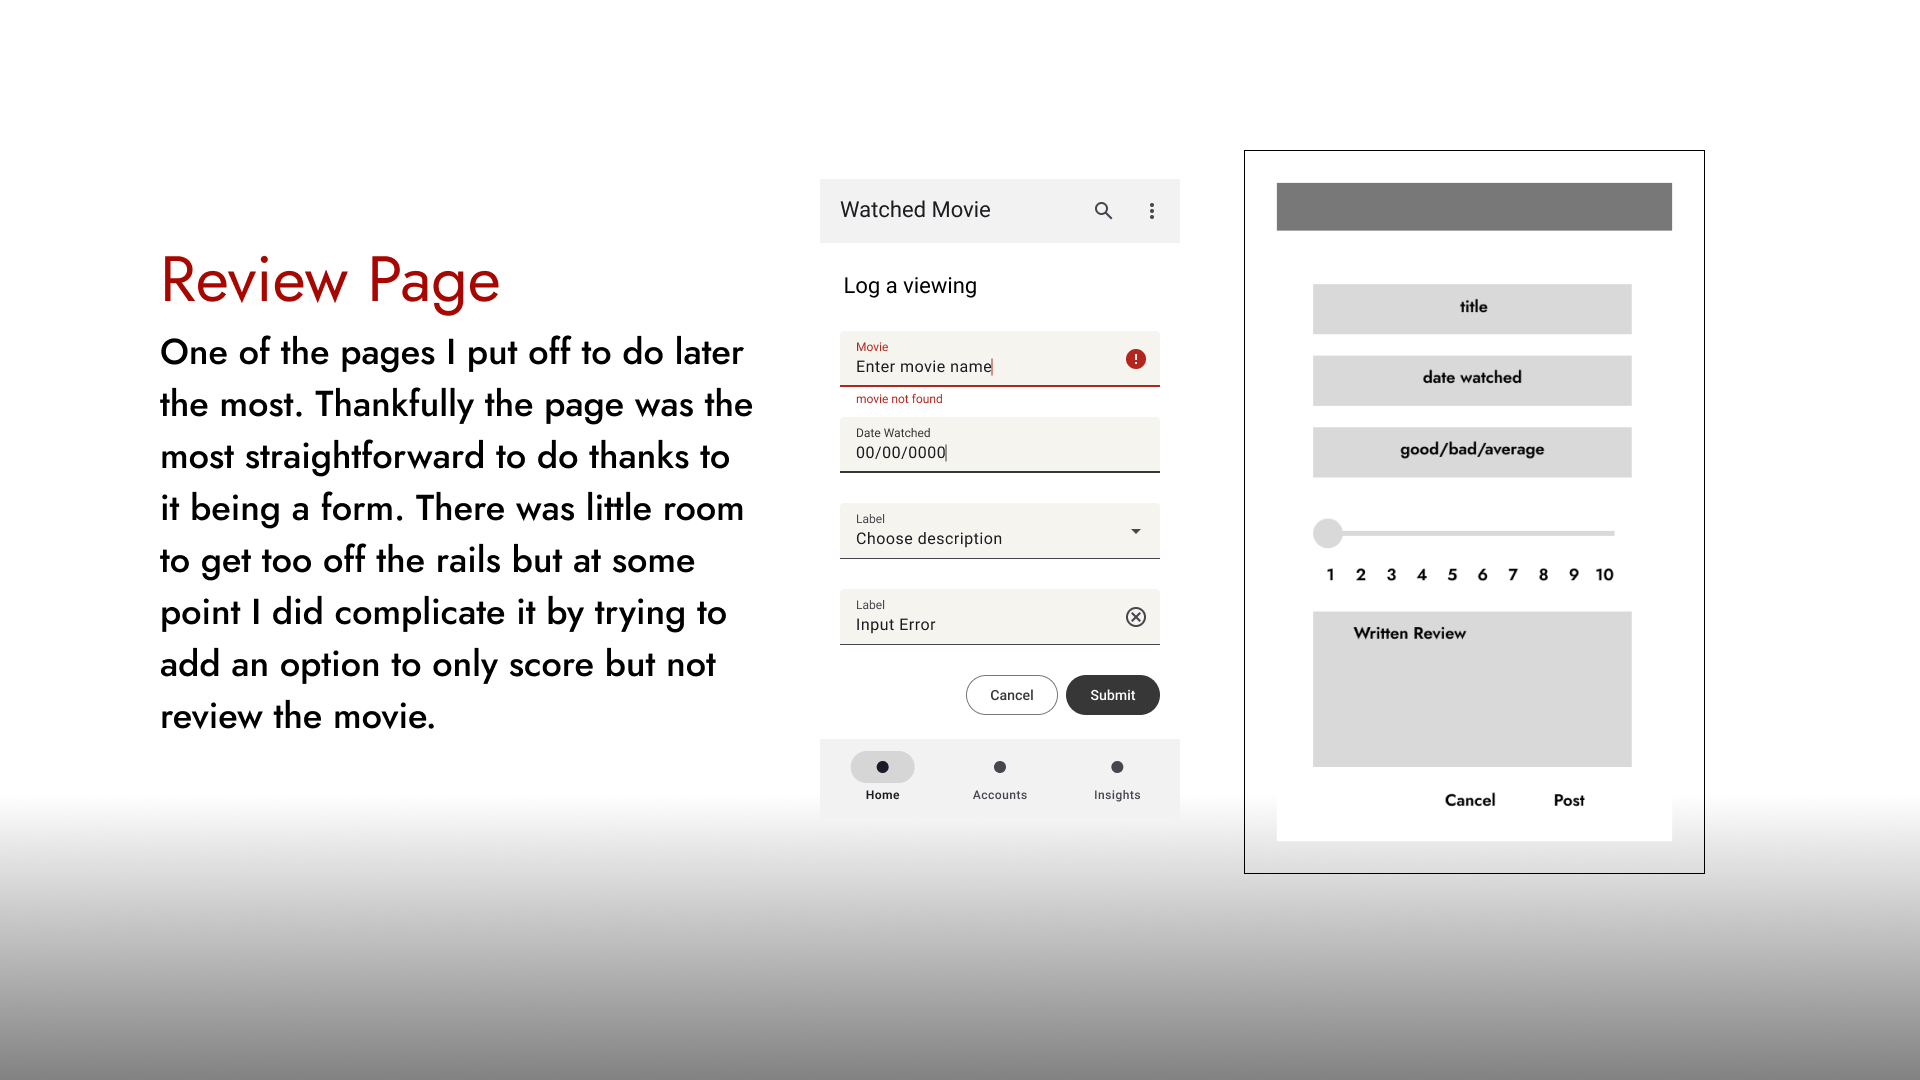 Review Page
One of the pages I put off to do later
the most. Thankfully the page was the
most straightforward to do thanks to
it being a form. There was little room
to get too off the rails but at some
point I did complicate it by trying to
add an option to only score but not
review the movie.
Watched Movie
Log a viewing
Movie
Enter movie name
movie not found
Date Watched
00/00/0000
Label
Choose description
Label
Input Error
Cancel Submit
Home Accounts Insights
title
date watched
good/bad/average
1 2 3 4 5 6 7 8 9 10
Written Review
Cancel Post